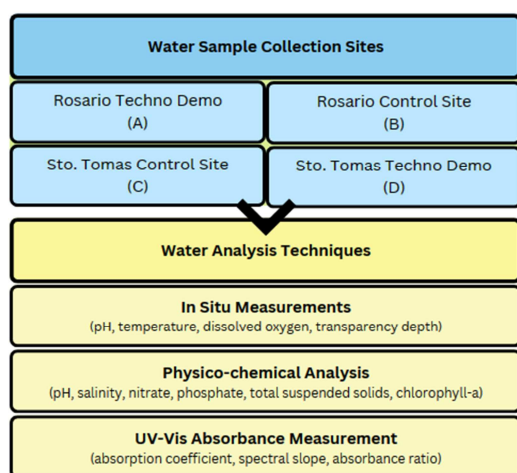 Water Sample Collection Sites
Rosario Techno Demo
(A)
Rosario Control Site
(B)
Sto. Tomas Control Site
(C)
Sto. Tomas Techno Demo
(D)
Water Analysis Techniques
In Situ Measurements
(pH, temperature, dissolved oxygen, transparency depth)
Physico-chemical Analysis
(pH, salinity, nitrate, phosphate, total suspended solids, chlorophyll-a)
UV-Vis Absorbance Measurement
(absorption coefficient, spectral slope, absorbance ratio)